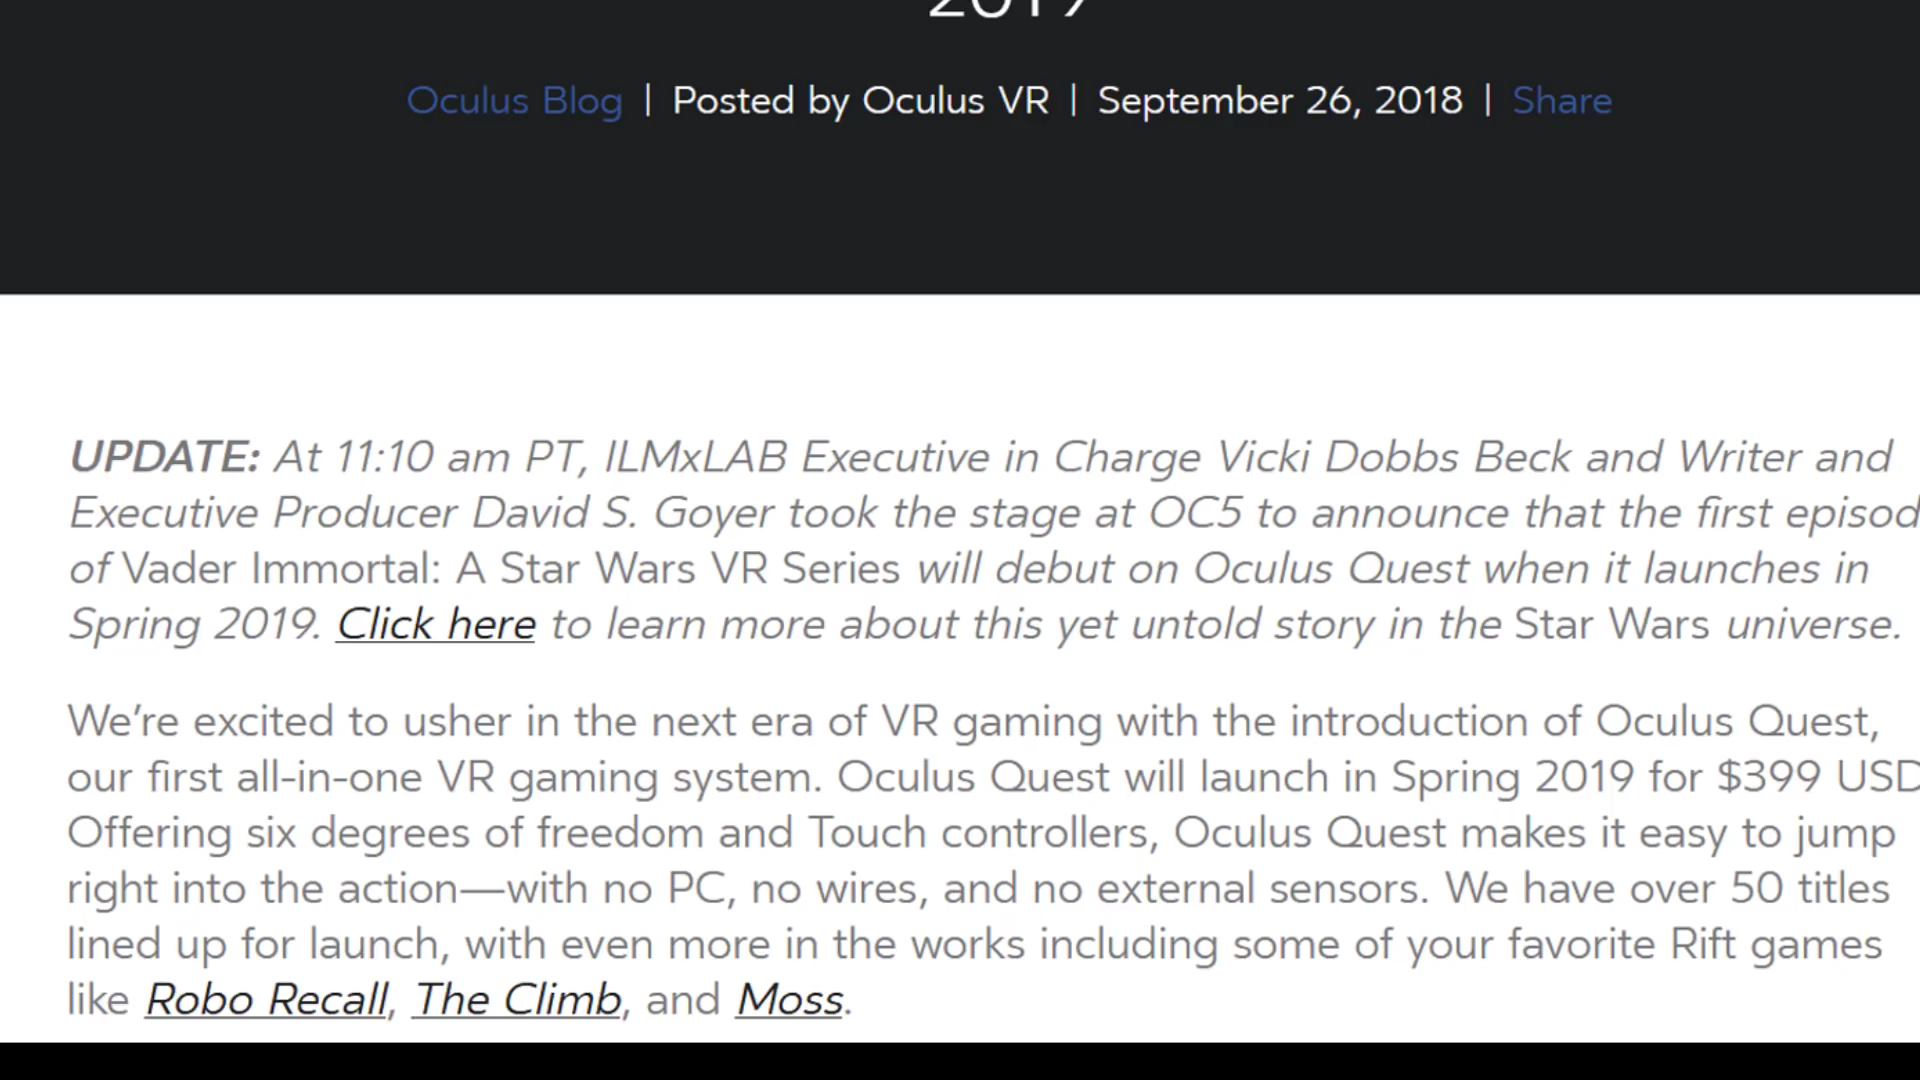 2019
Oculus Blog | Posted by Oculus VR | September 26, 2018 | Share
UPDATE: At 11:10 am PT, ILMxLAB Executive in Charge Vicki Dobbs Beck and Writer and
Executive Producer David S. Goyer took the stage at OC5 to announce that the first episod
of Vader Immortal: A Star Wars VR Series will debut on Oculus Quest when it launches in
Spring 2019. Click here to learn more about this yet untold story in the Star Wars universe.
We’re excited to usher in the next era of VR gaming with the introduction of Oculus Quest,
our first all-in-one VR gaming system. Oculus Quest will launch in Spring 2019 for $399 USD
Offering six degrees of freedom and Touch controllers, Oculus Quest makes it easy to jump
right into the action—with no PC, no wires, and no external sensors. We have over 50 titles
lined up for launch, with even more in the works including some of your favorite Rift games
like Robo Recall, The Climb, and Moss.